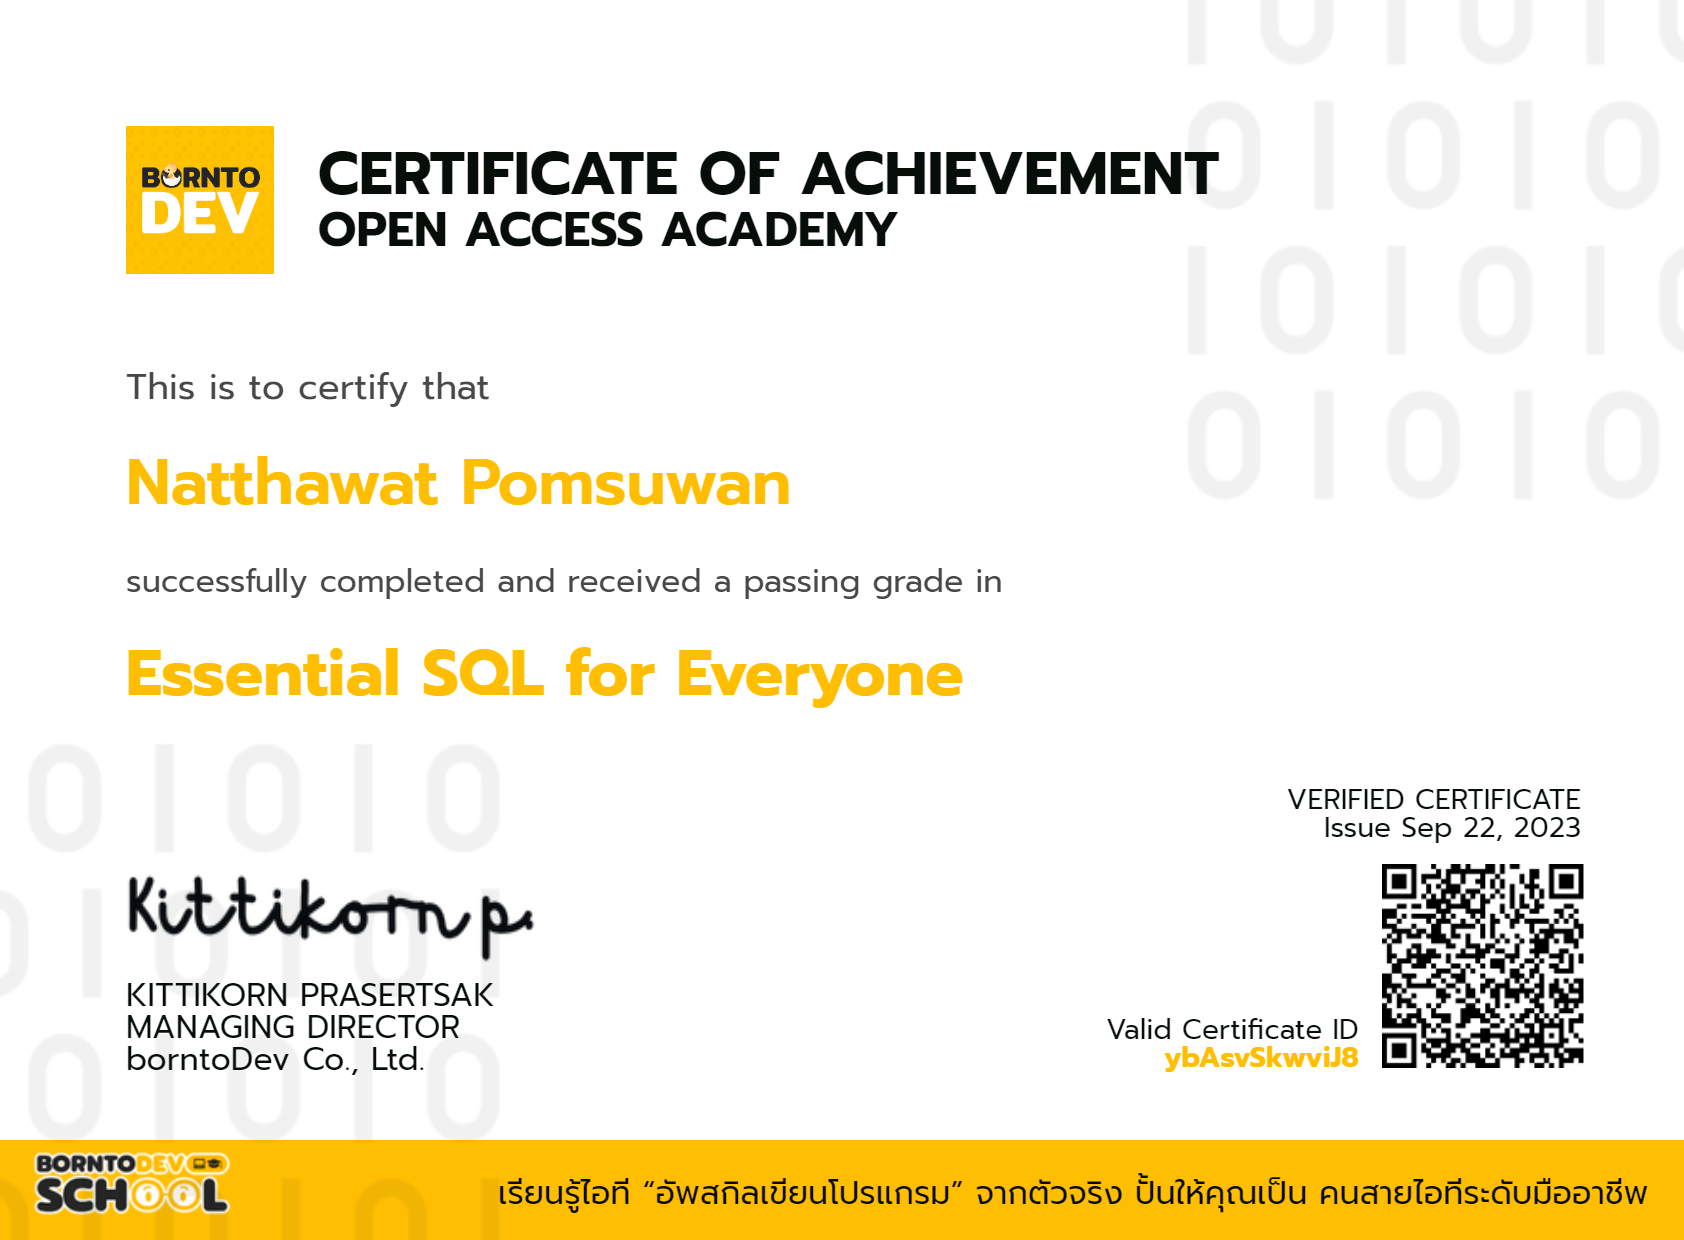 BORNTO
DEV
CERTIFICATE OF ACHIEVEMENT
OPEN ACCESS ACADEMY
This is to certify that
Natthawat Pomsuwan
successfully completed and received a passing grade in
Essential SQL for Everyone
VERIFIED CERTIFICATE
Issue Sep 22, 2023
Kittikorn p.
KITTIKORN PRASERTSAK
MANAGING DIRECTOR
borntoDev Co., Ltd.
Valid Certificate ID
ybAsvSkwviJ8
BORNTODEV
SCHOOL
เรียนรู้ไอที “อัพสกิลเขียนโปรแกรม” จากตัวจริง ปั้นให้คุณเป็น คนสายไอทีระดับมืออาชีพ